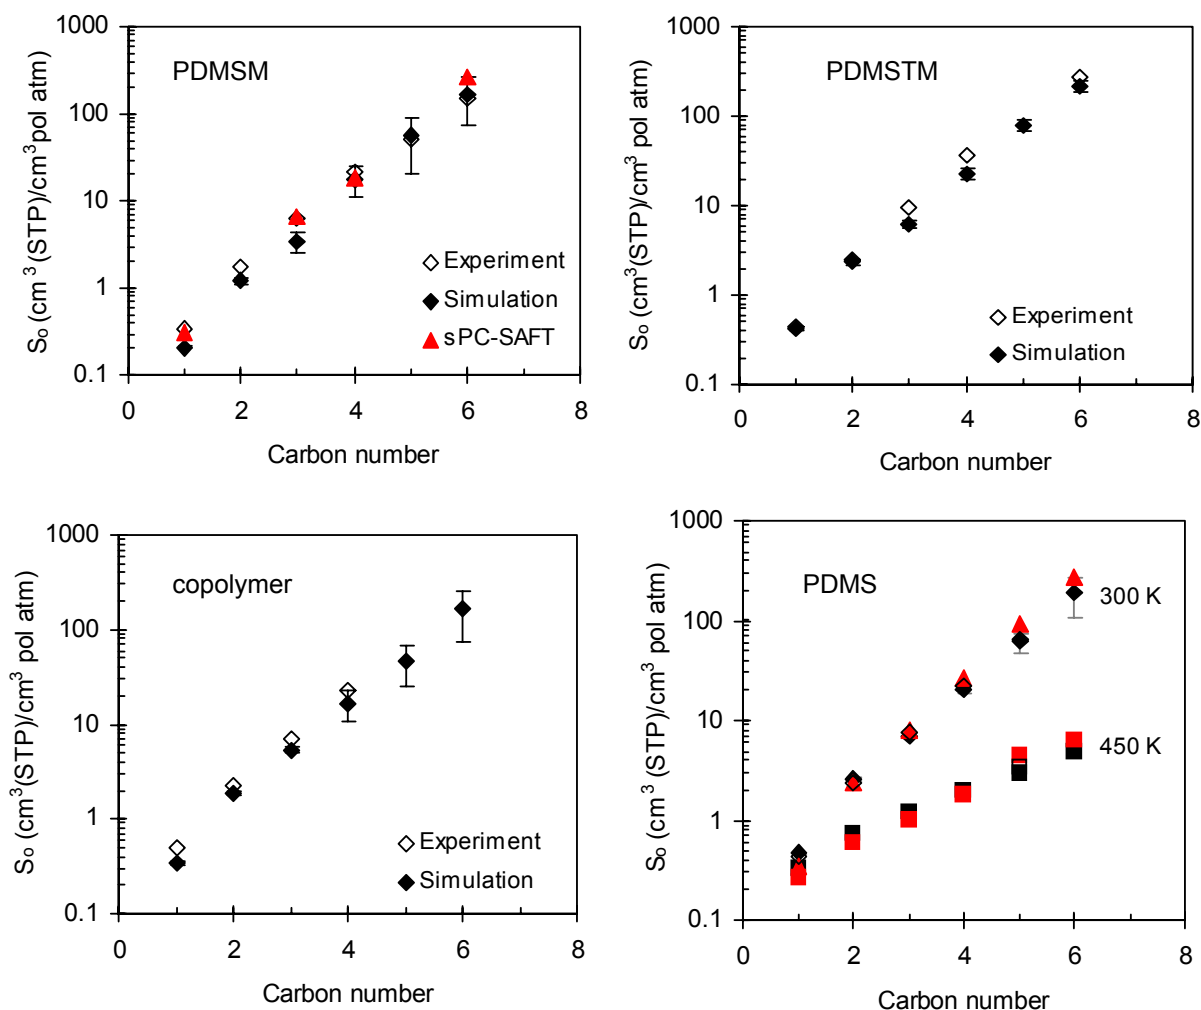 PDMSM
S₀ (cm ³(STP)/cm³pol atm)
1000
100
10
1
0.1
0 2 4 6 8
Carbon number
Experiment
Simulation
sPC-SAFT
PDMSTM
S₀ (cm³(STP)/cm³ pol atm)
1000
100
10
1
0.1
0 2 4 6 8
Carbon number
Experiment
Simulation
copolymer
S₀ (cm³(STP)/cm³ pol atm)
1000
100
10
1
0.1
0 2 4 6 8
Carbon number
Experiment
Simulation
PDMS
S₀ (cm³ (STP)/cm³ pol atm)
1000
100
10
1
0.1
0 2 4 6 8
Carbon number
300 K
450 K